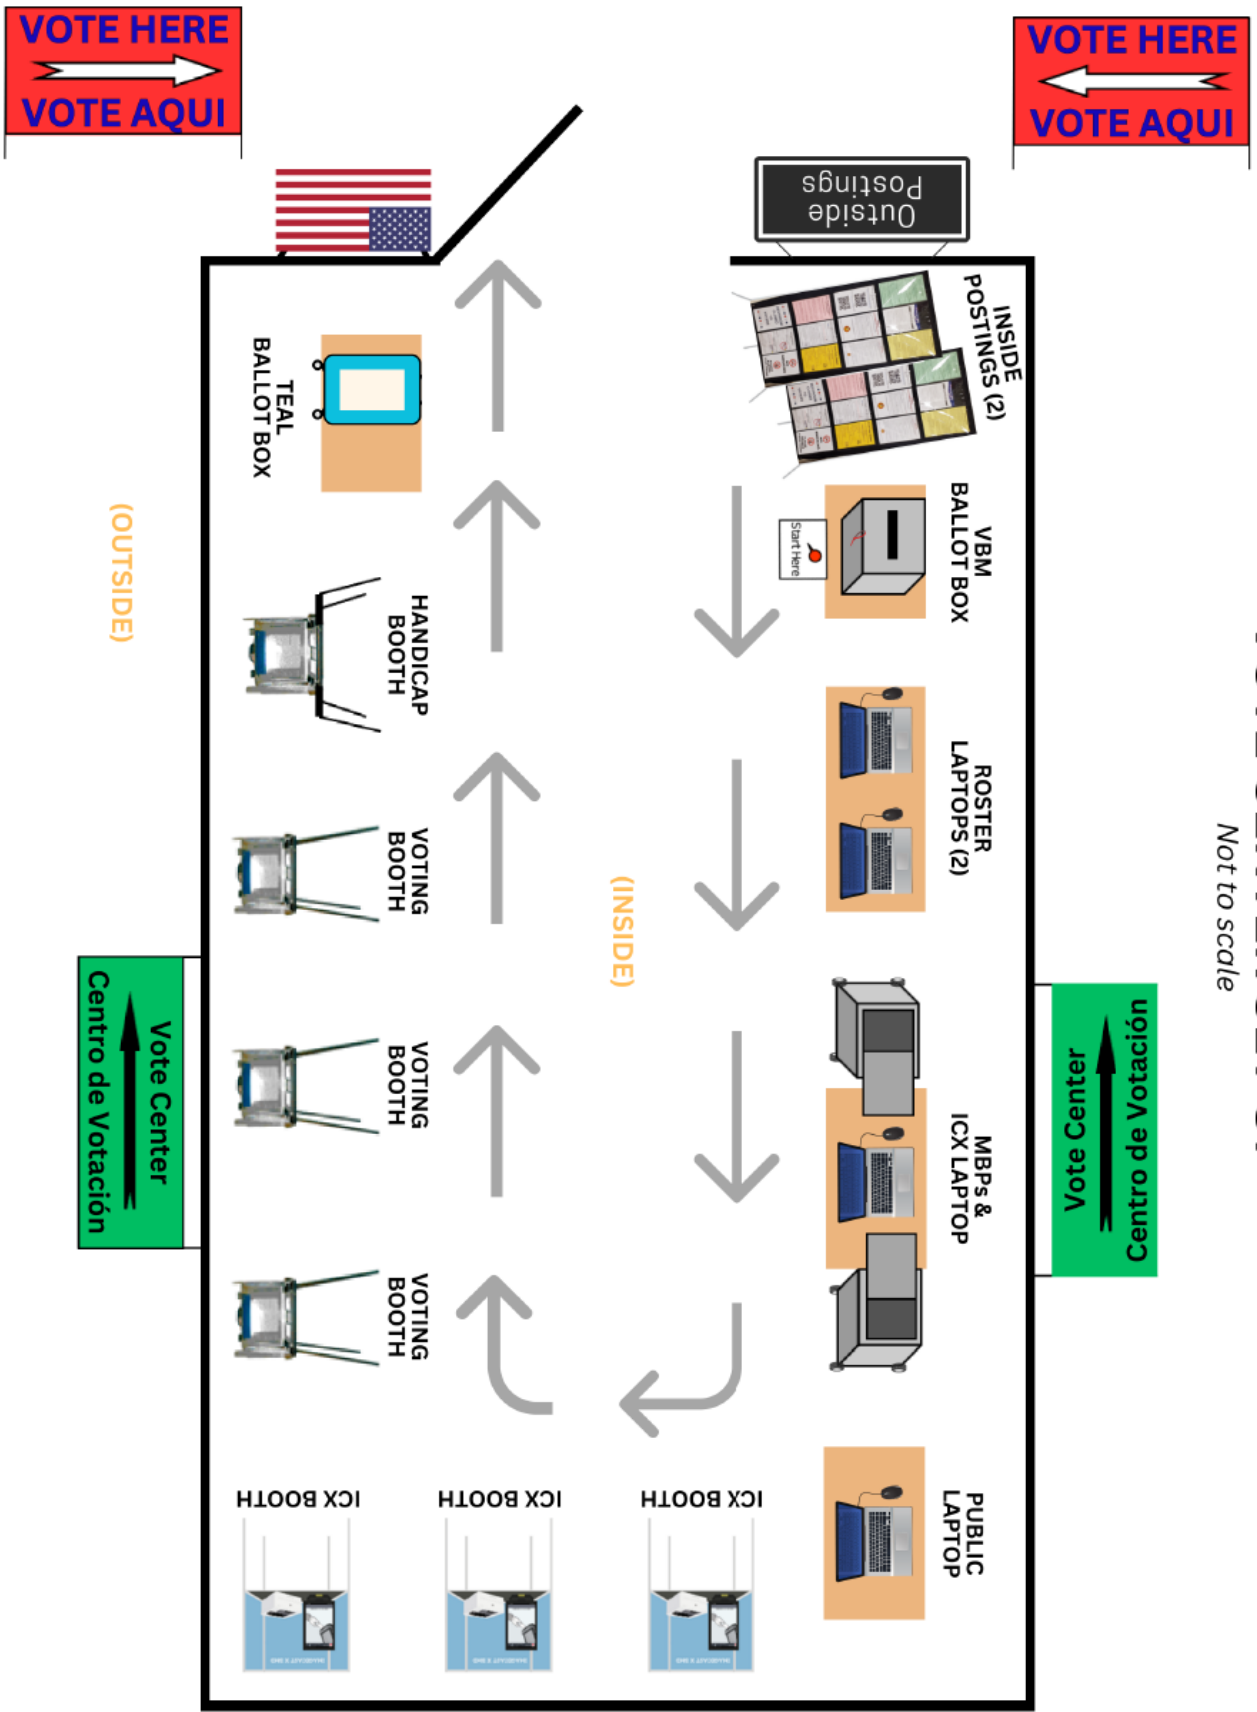 VOTE HERE
VOTE AQUI
VOTE HERE
VOTE AQUI
Outside
Postings
INSIDE
POSTINGS (2)
TEAL
BALLOT BOX
VBM
BALLOT BOX
Start Here
(OUTSIDE)
HANDICAP
BOOTH
ROSTER
LAPTOPS (2)
Not to scale
VOTING
BOOTH
(INSIDE)
Vote Center
Centro de Votación
VOTING
BOOTH
MBPs &
ICX LAPTOP
Vote Center
Centro de Votación
VOTING
BOOTH
ICX BOOTH
ICX BOOTH
ICX BOOTH
PUBLIC
LAPTOP